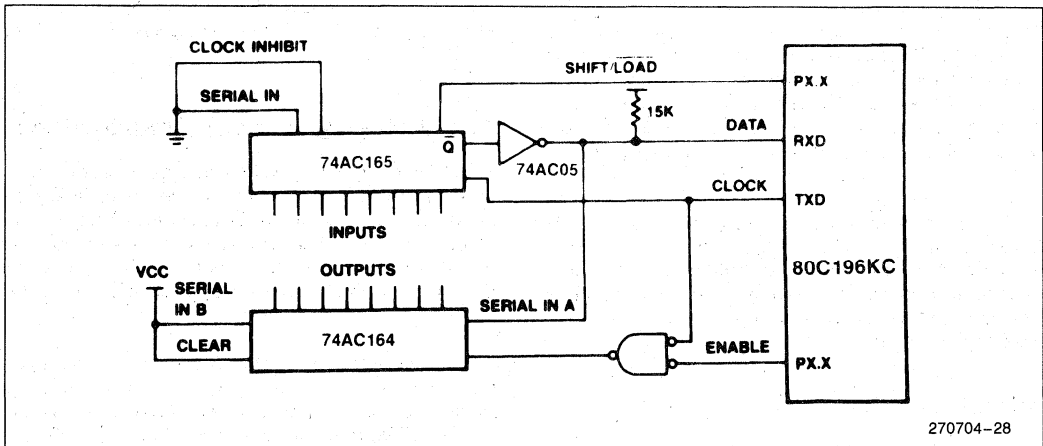 CLOCK INHIBIT
SERIAL IN
SHIFT/LOAD
PX.X
15K
DATA
RXD
Q
74AC165
74AC05
CLOCK
TXD
INPUTS
80C196KC
OUTPUTS
VCC
SERIAL
IN B
SERIAL IN A
74AC164
CLEAR
ENABLE
PX.X
270704-28